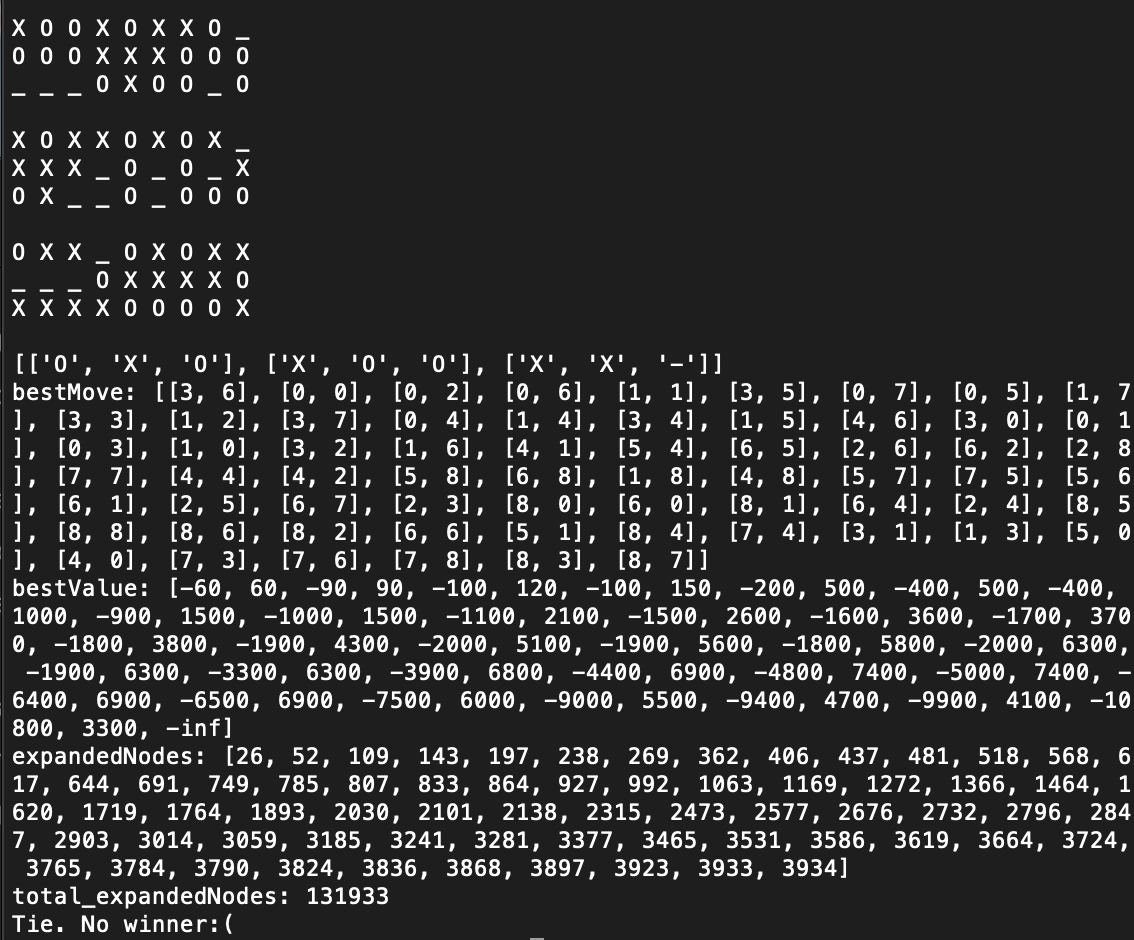 X O O X O X X O _
O O O X X X O O O
_ _ _ O X O O _ O
X O X X O X O X _
X X X _ O _ O _ X
O X _ _ O _ O O O
O X X _ O X O X X
_ _ _ O X X X X O
X X X X O O O O X
[['O', 'X', 'O'], ['X', 'O', 'O'], ['X', 'X', '-']]
bestMove: [[3, 6], [0, 0], [0, 2], [0, 6], [1, 1], [3, 5], [0, 7], [0, 5], [1, 7
], [3, 3], [1, 2], [3, 7], [0, 4], [1, 4], [3, 4], [1, 5], [4, 6], [3, 0], [0, 1
], [0, 3], [1, 0], [3, 2], [1, 6], [4, 1], [5, 4], [6, 5], [2, 6], [6, 2], [2, 8
], [7, 7], [4, 4], [4, 2], [5, 8], [6, 8], [1, 8], [4, 8], [5, 7], [7, 5], [5, 6
], [6, 1], [2, 5], [6, 7], [2, 3], [8, 0], [6, 0], [8, 1], [6, 4], [2, 4], [8, 5
], [8, 8], [8, 6], [8, 2], [6, 6], [5, 1], [8, 4], [7, 4], [3, 1], [1, 3], [5, 0
], [4, 0], [7, 3], [7, 6], [7, 8], [8, 3], [8, 7]]
bestValue: [-60, 60, -90, 90, -100, 120, -100, 150, -200, 500, -400, 500, -400,
1000, -900, 1500, -1000, 1500, -1100, 2100, -1500, 2600, -1600, 3600, -1700, 370
0, -1800, 3800, -1900, 4300, -2000, 5100, -1900, 5600, -1800, 5800, -2000, 6300,
-1900, 6300, -3300, 6300, -3900, 6800, -4400, 6900, -4800, 7400, -5000, 7400, -
6400, 6900, -6500, 6900, -7500, 6000, -9000, 5500, -9400, 4700, -9900, 4100, -10
800, 3300, -inf]
expandedNodes: [26, 52, 109, 143, 197, 238, 269, 362, 406, 437, 481, 518, 568, 6
17, 644, 691, 749, 785, 807, 833, 864, 927, 992, 1063, 1169, 1272, 1366, 1464, 1
620, 1719, 1764, 1893, 2030, 2101, 2138, 2315, 2473, 2577, 2676, 2732, 2796, 284
7, 2903, 3014, 3059, 3185, 3241, 3281, 3377, 3465, 3531, 3586, 3619, 3664, 3724,
3765, 3784, 3790, 3824, 3836, 3868, 3897, 3923, 3933, 3934]
total_expandedNodes: 131933
Tie. No winner:(